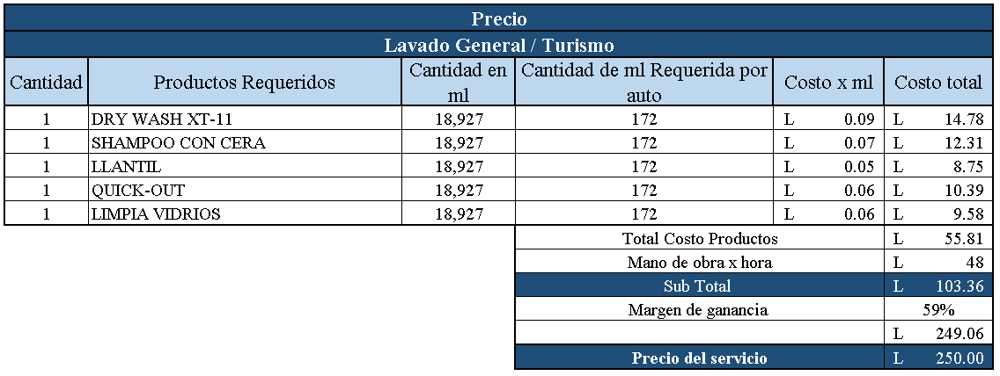 Precio
Lavado General / Turismo
Cantidad Productos Requeridos Cantidad en ml Cantidad de ml Requerida por auto Costo x ml Costo total
1 DRY WASH XT-11 18,927 172 L 0.09 L 14.78
1 SHAMPOO CON CERA 18,927 172 L 0.07 L 12.31
1 LLANTIL 18,927 172 L 0.05 L 8.75
1 QUICK-OUT 18,927 172 L 0.06 L 10.39
1 LIMPIA VIDRIOS 18,927 172 L 0.06 L 9.58
Total Costo Productos L 55.81
Mano de obra x hora L 48
Sub Total L 103.36
Margen de ganancia 59%
L 249.06
Precio del servicio L 250.00